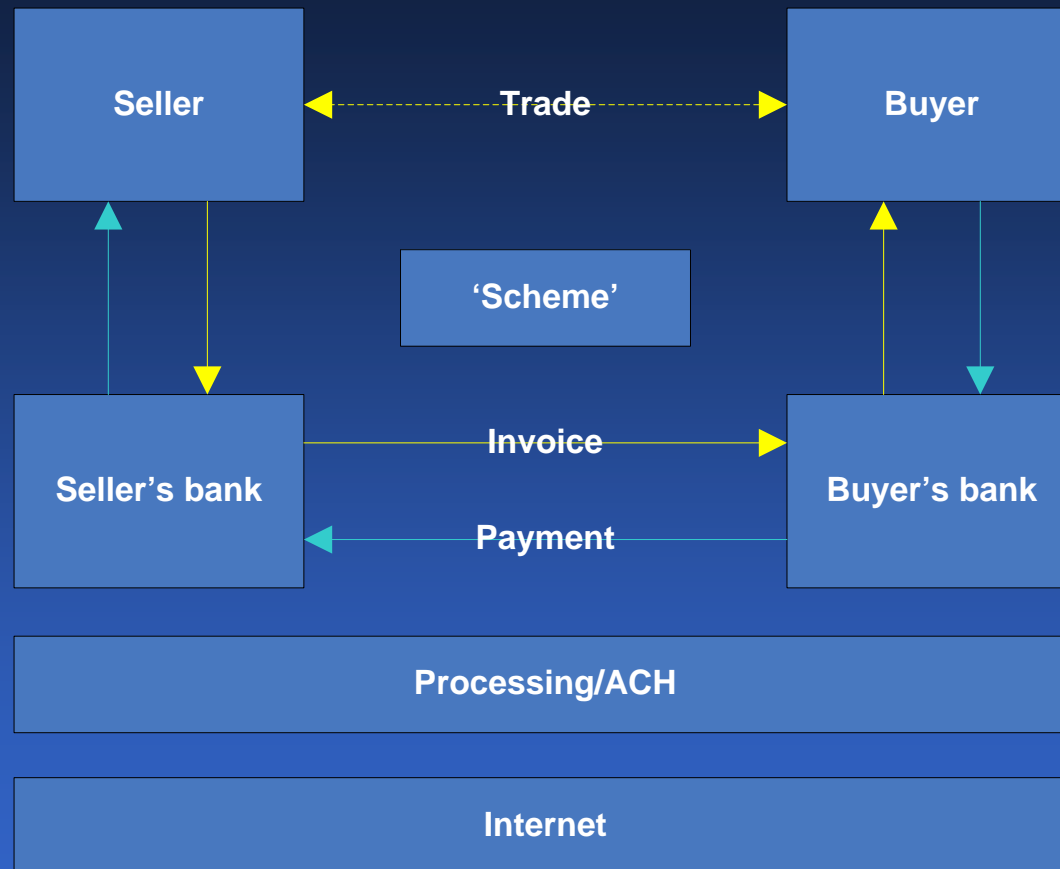 Seller
Trade
Buyer
‘Scheme’
Invoice
Seller’s bank
Buyer’s bank
Payment
Processing/ACH
Internet